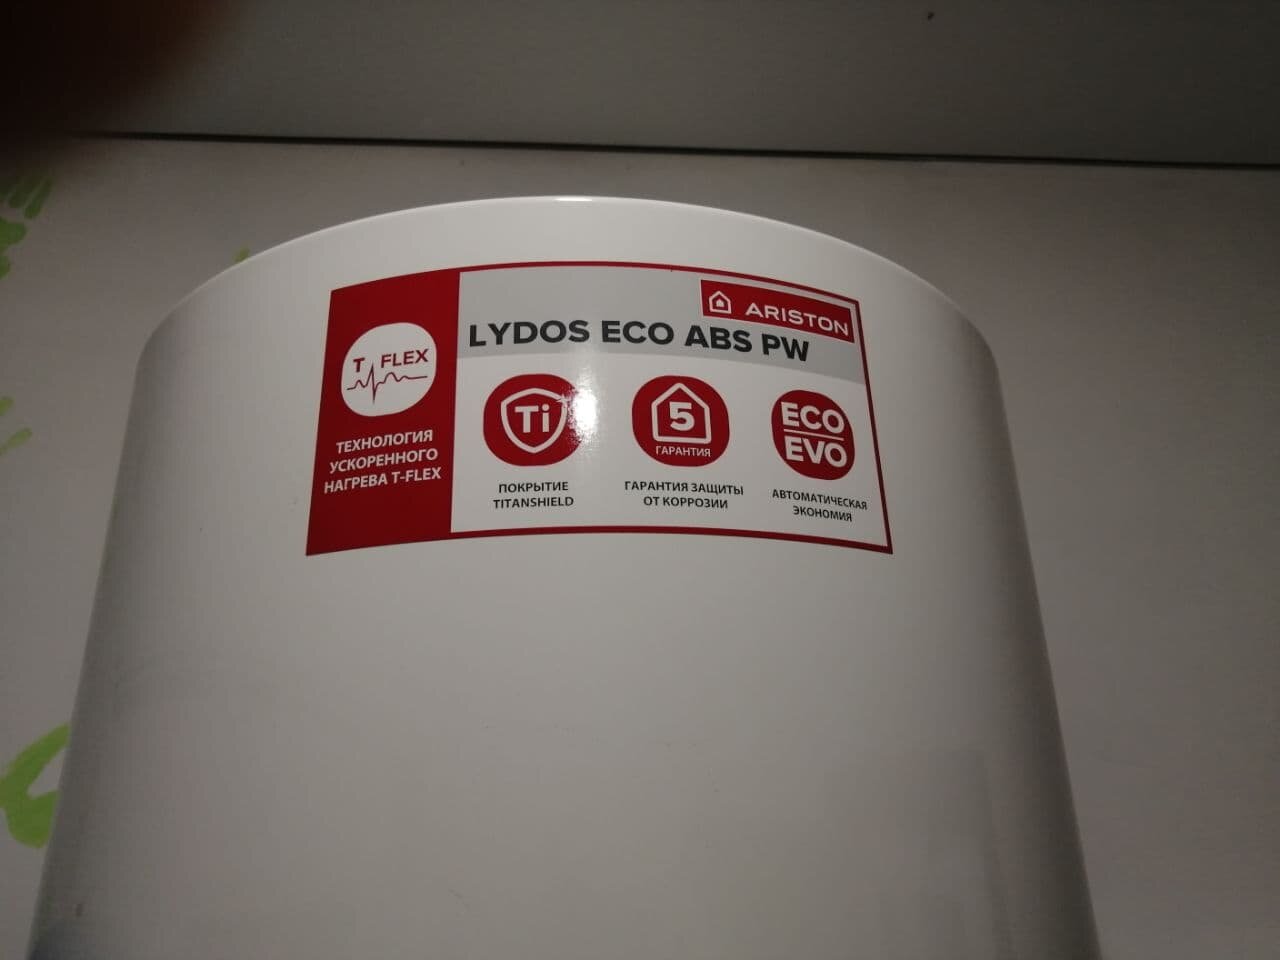 ARISTON
LYDOS ECO ABS PW
T FLEX
ТЕХНОЛОГИЯ
УСКОРЕННОГО
НАГРЕВА T-FLEX
Ti
ПОКРЫТИЕ
TITANSHIELD
5
ГАРАНТИЯ
ГАРАНТИЯ ЗАЩИТЫ
ОТ КОРРОЗИИ
ECO
EVO
АВТОМАТИЧЕСКАЯ
ЭКОНОМИЯ